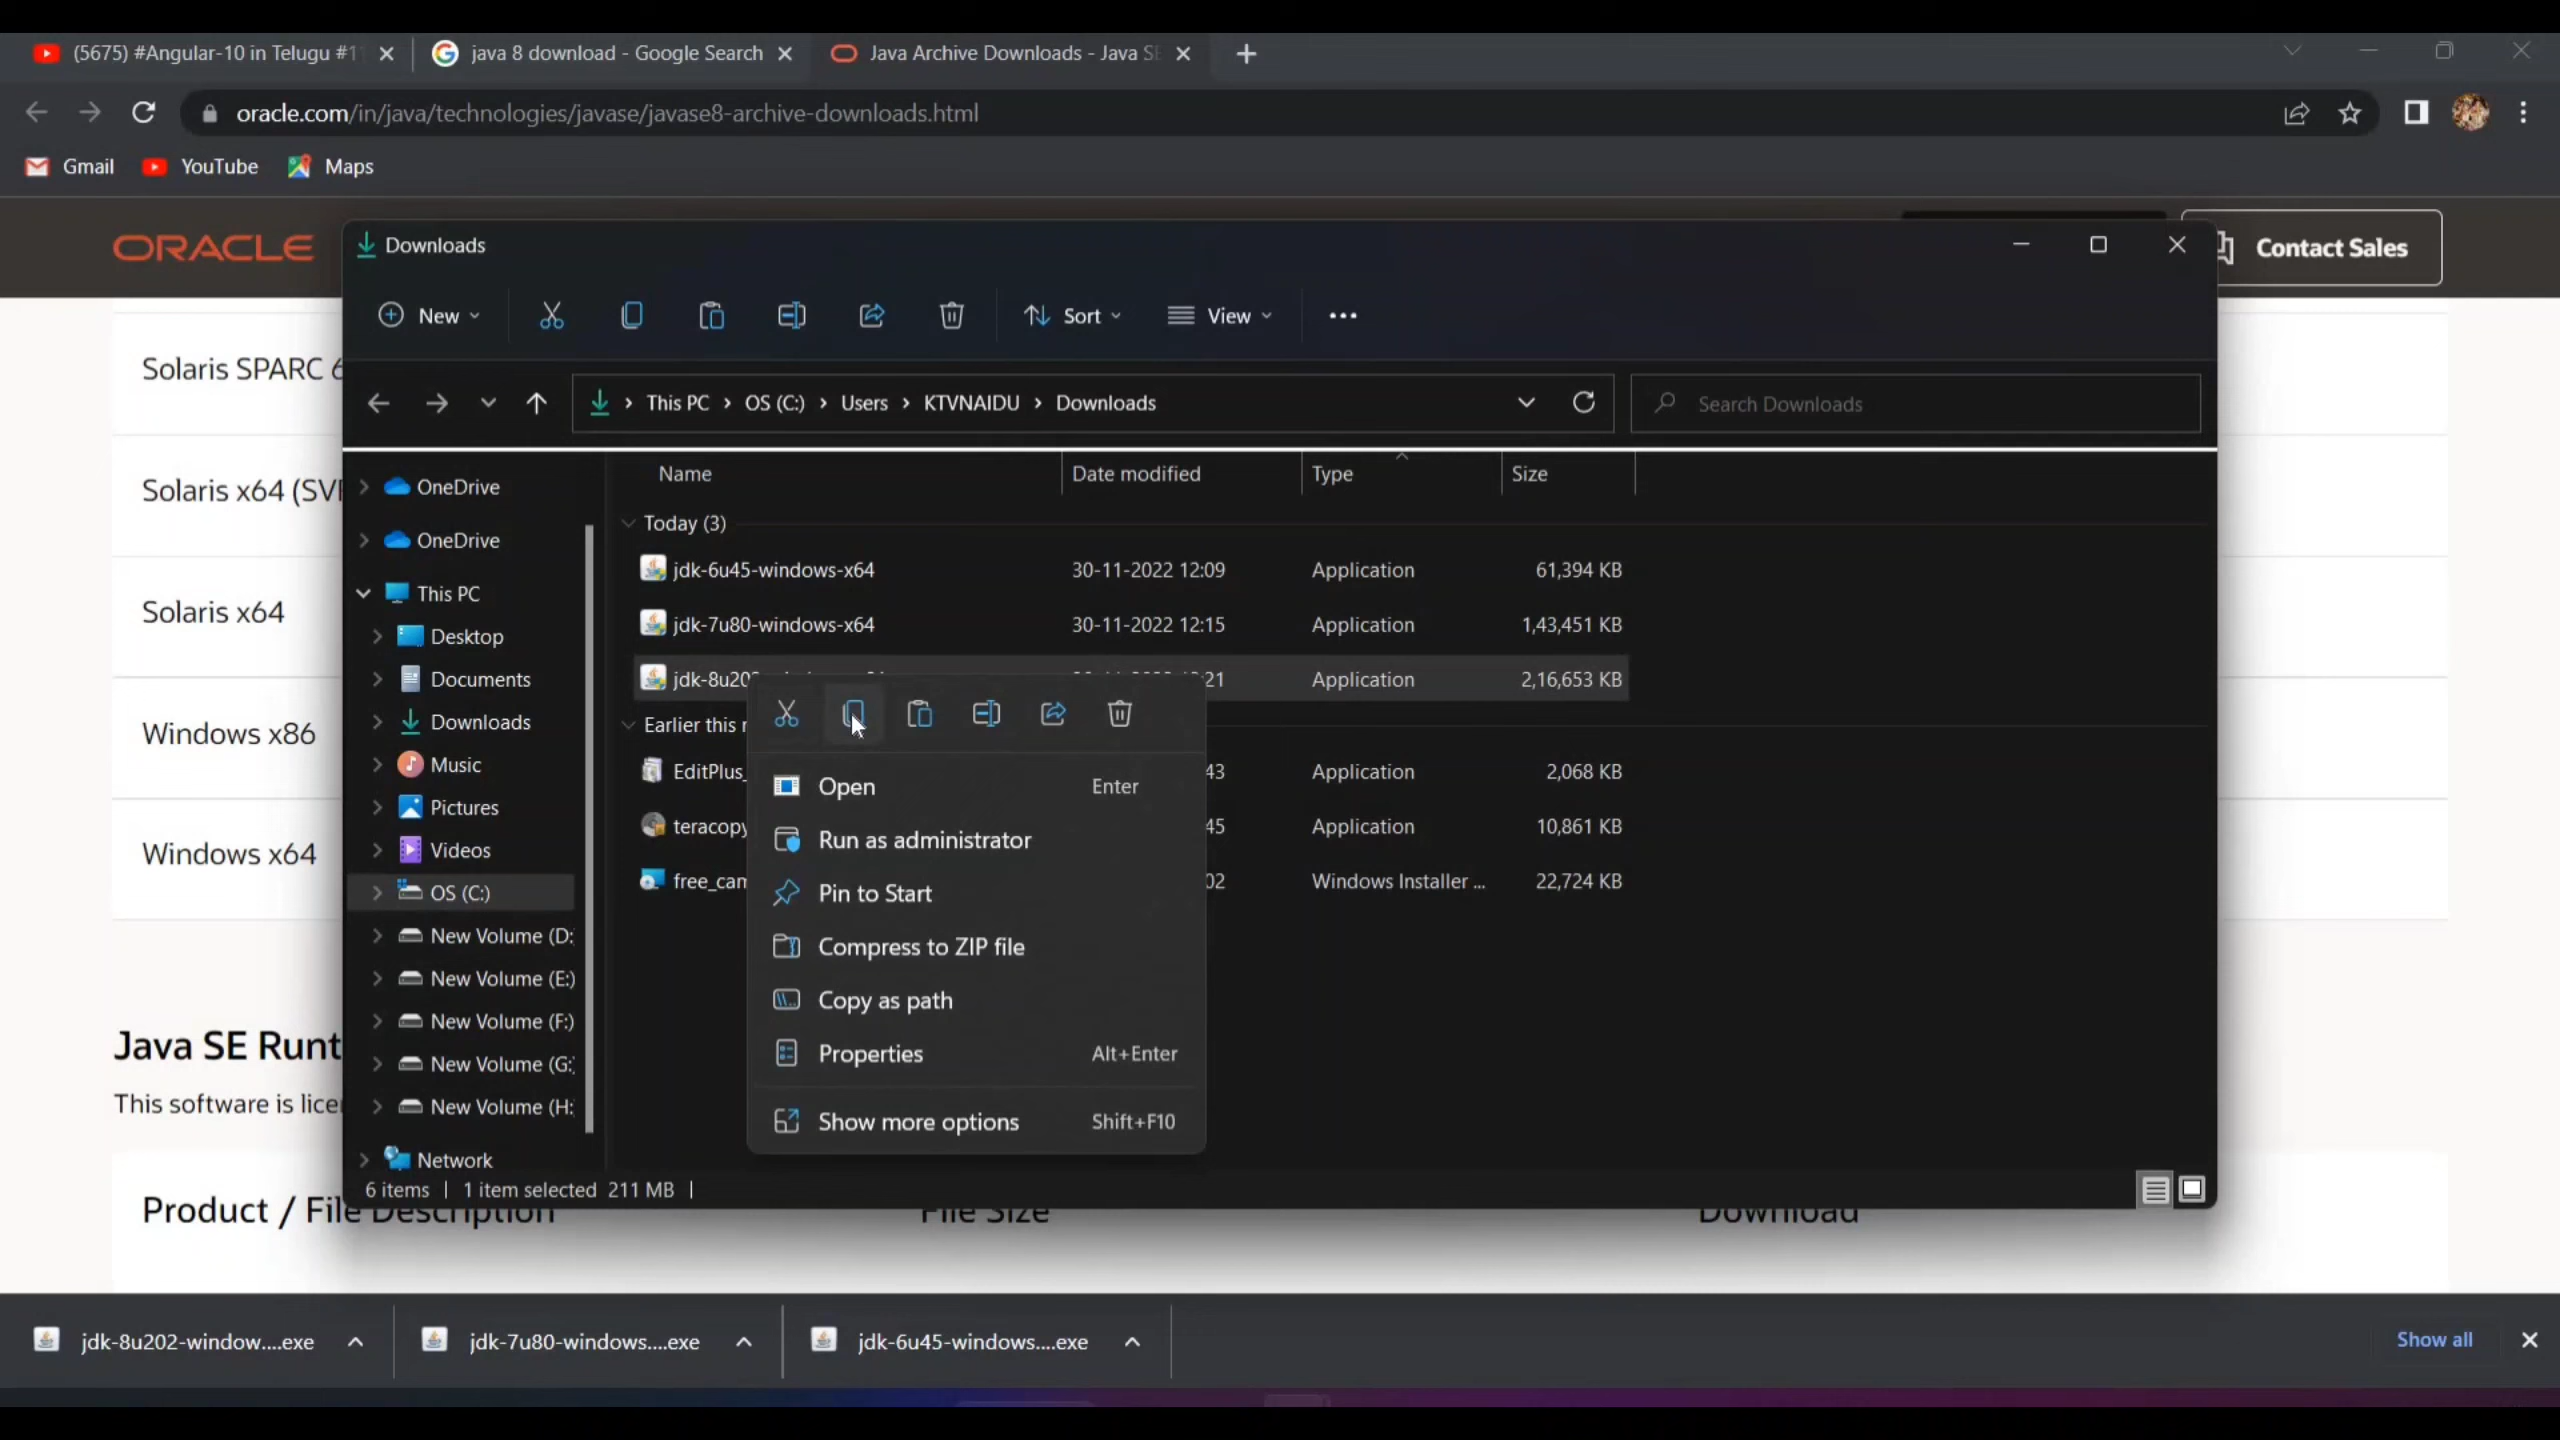 (5675) #Angular-10 in Telugu #1
java 8 download - Google Search
Java Archive Downloads - Java SE
oracle.com/in/java/technologies/javase/javase8-archive-downloads.html
Gmail
YouTube
Maps
ORACLE
Contact Sales
Downloads
New
Sort
View
This PC > OS (C:) > Users > KTVNAIDU > Downloads
Search Downloads
Name
Date modified
Type
Size
OneDrive
OneDrive
This PC
Desktop
Documents
Downloads
Music
Pictures
Videos
OS (C:)
New Volume (D:
New Volume (E:)
New Volume (F:)
New Volume (G:)
New Volume (H:
Network
Today (3)
jdk-6u45-windows-x64 30-11-2022 12:09 Application 61,394 KB
jdk-7u80-windows-x64 30-11-2022 12:15 Application 1,43,451 KB
jdk-8u20 21 Application 2,16,653 KB
Earlier this
EditPlus_ 43 Application 2,068 KB
teracopy 45 Application 10,861 KB
free_cam 02 Windows Installer ... 22,724 KB
Open Enter
Run as administrator
Pin to Start
Compress to ZIP file
Copy as path
Properties Alt+Enter
Show more options Shift+F10
6 items | 1 item selected 211 MB |
Solaris SPARC 6
Solaris x64 (SVR
Solaris x64
Windows x86
Windows x64
Java SE Runt
This software is lice
Product / File Description
File Size
Download
jdk-8u202-window....exe
jdk-7u80-windows....exe
jdk-6u45-windows....exe
Show all